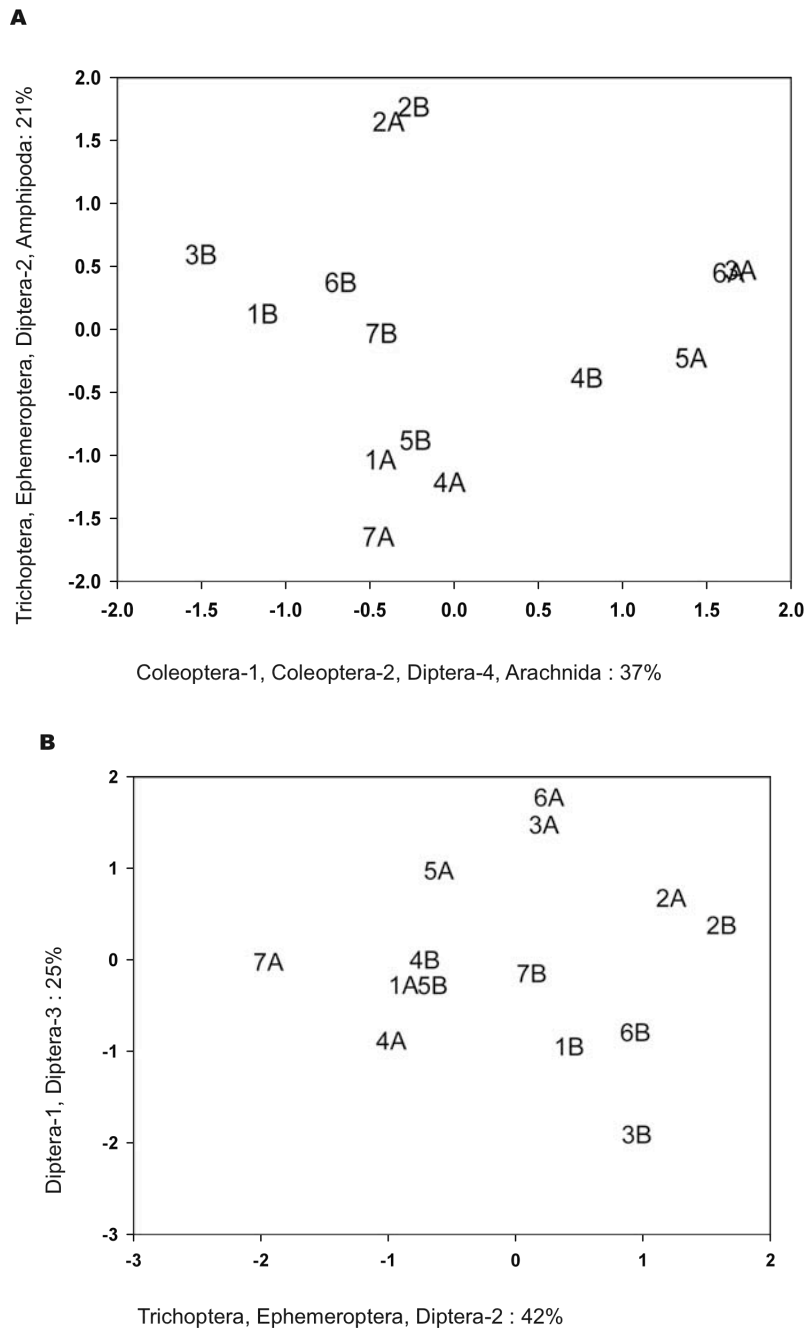 A
Trichoptera, Ephemeroptera, Diptera-2, Amphipoda: 21%
2.0
2B
2A
1.5
1.0
3B
0.5
6B
6A
3A
1B
0.0
7B
5A
4B
-0.5
5B
-1.0
1A
4A
-1.5
7A
-2.0
-2.0 -1.5 -1.0 -0.5 0.0 0.5 1.0 1.5 2.0
Coleoptera-1, Coleoptera-2, Diptera-4, Arachnida : 37%
B
Diptera-1, Diptera-3 : 25%
2
6A
3A
1
5A
2A
2B
0
7A
4B
7B
1A
5B
6B
4A
1B
-1
3B
-2
-3
-3 -2 -1 0 1 2
Trichoptera, Ephemeroptera, Diptera-2 : 42%